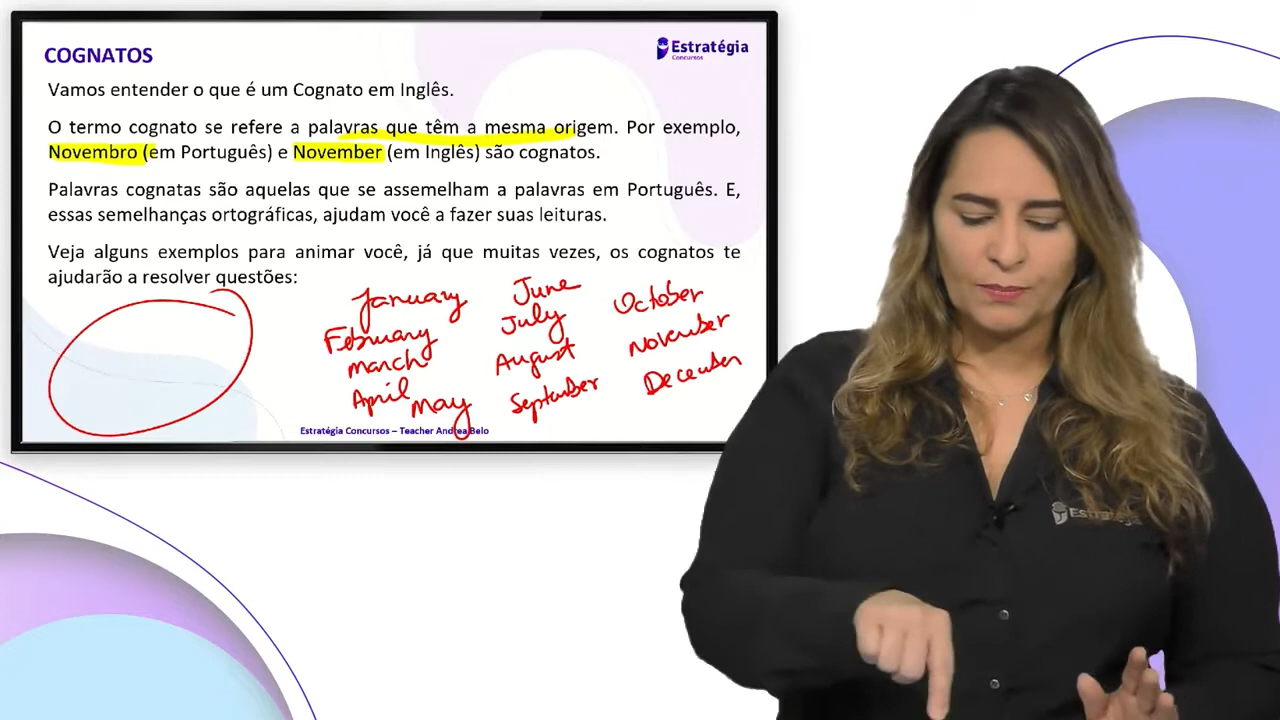 COGNATOS
Estratégia
Concursos
Vamos entender o que é um Cognato em Inglês.
O termo cognato se refere a palavras que têm a mesma origem. Por exemplo,
Novembro (em Português) e November (em Inglês) são cognatos.
Palavras cognatas são aquelas que se assemelham a palavras em Português. E,
essas semelhanças ortográficas, ajudam você a fazer suas leituras.
Veja alguns exemplos para animar você, já que muitas vezes, os cognatos te
ajudarão a resolver questões:
January
February
March
April
May
June
July
August
September
October
November
December
Estratégia Concursos – Teacher Andrea Belo
Estratégia